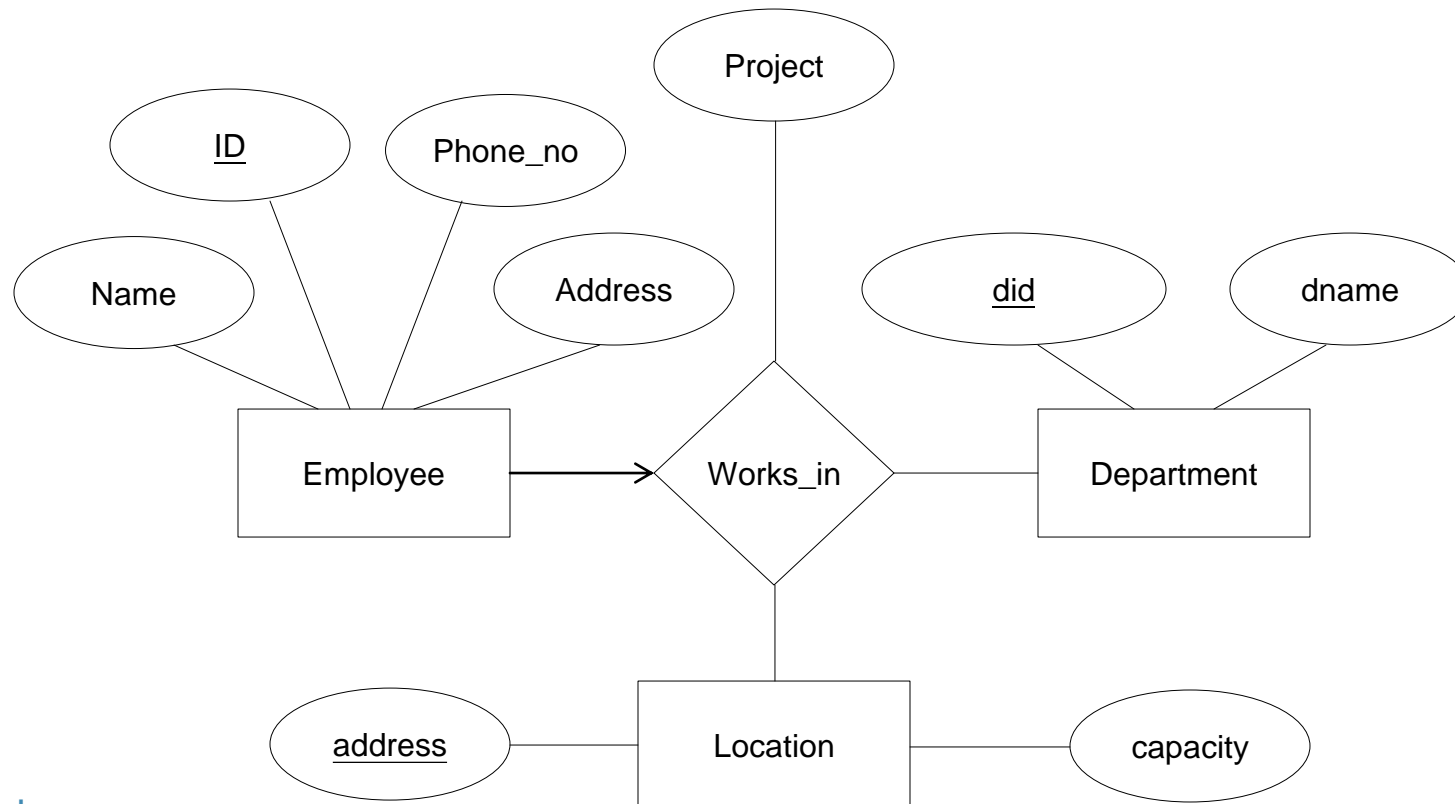 Project
ID
Phone_no
Name
Address
did
dname
Employee
Works_in
Department
address
Location
capacity